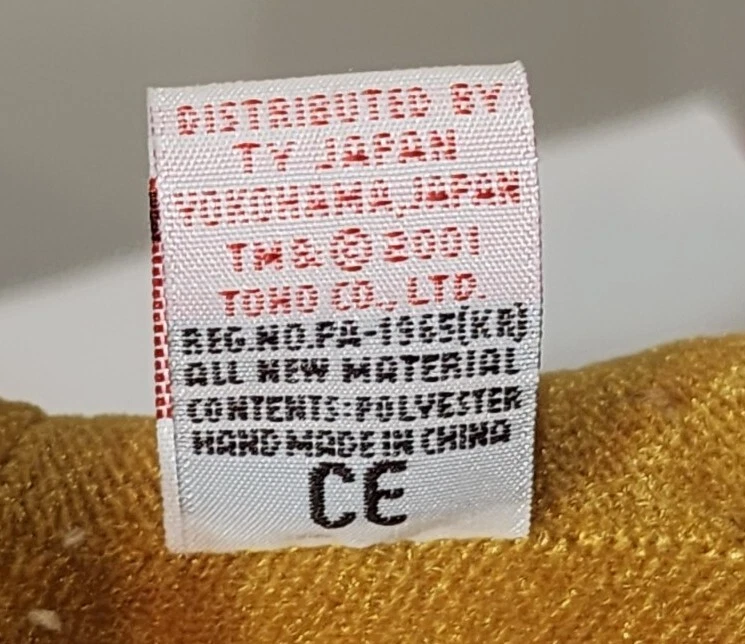 DISTRIBUTED BY
TY JAPAN
YOKOHAMA,JAPAN
TM&©2001
TOHO CO., LTD.
REG.NO.PA-1965(KR)
ALL NEW MATERIAL
CONTENTS:POLYESTER
HAND MADE IN CHINA
CE